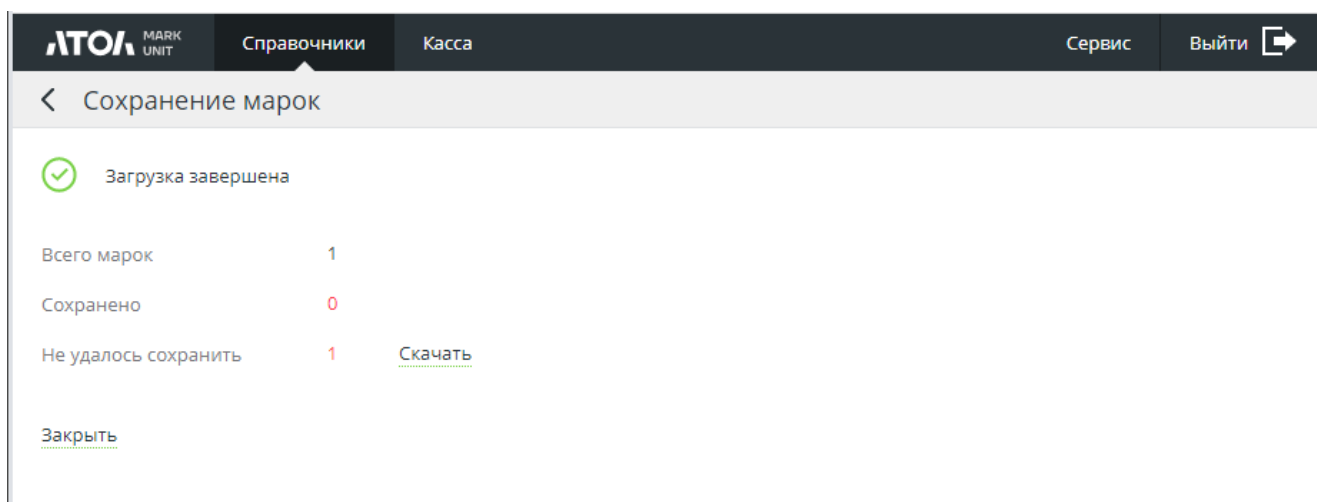 АТОЛ MARK UNIT Справочники Касса Сервис Выйти
Сохранение марок
Загрузка завершена
Всего марок 1
Сохранено 0
Не удалось сохранить 1 Скачать
Закрыть